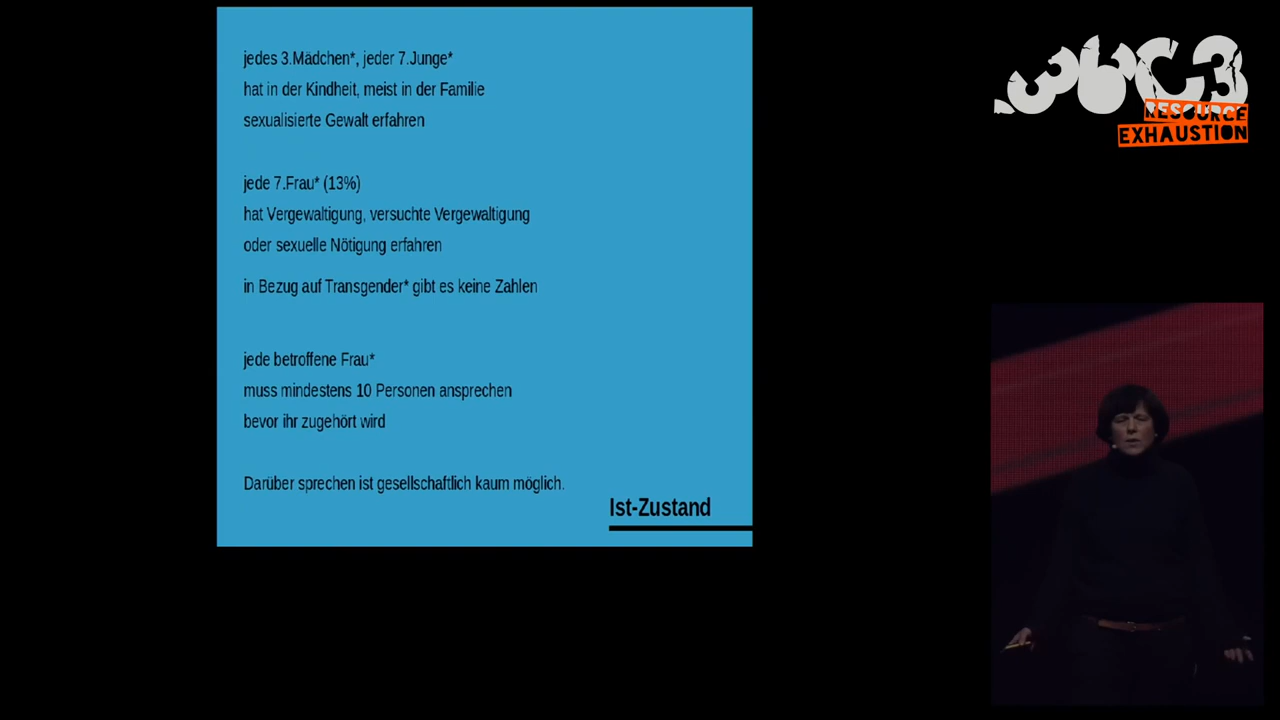 jedes 3.Mädchen*, jeder 7.Junge*
hat in der Kindheit, meist in der Familie
sexualisierte Gewalt erfahren
jede 7.Frau* (13%)
hat Vergewaltigung, versuchte Vergewaltigung
oder sexuelle Nötigung erfahren
in Bezug auf Transgender* gibt es keine Zahlen
jede betroffene Frau*
muss mindestens 10 Personen ansprechen
bevor ihr zugehört wird
Darüber sprechen ist gesellschaftlich kaum möglich.
Ist-Zustand
36C3
RESOURCE
EXHAUSTION